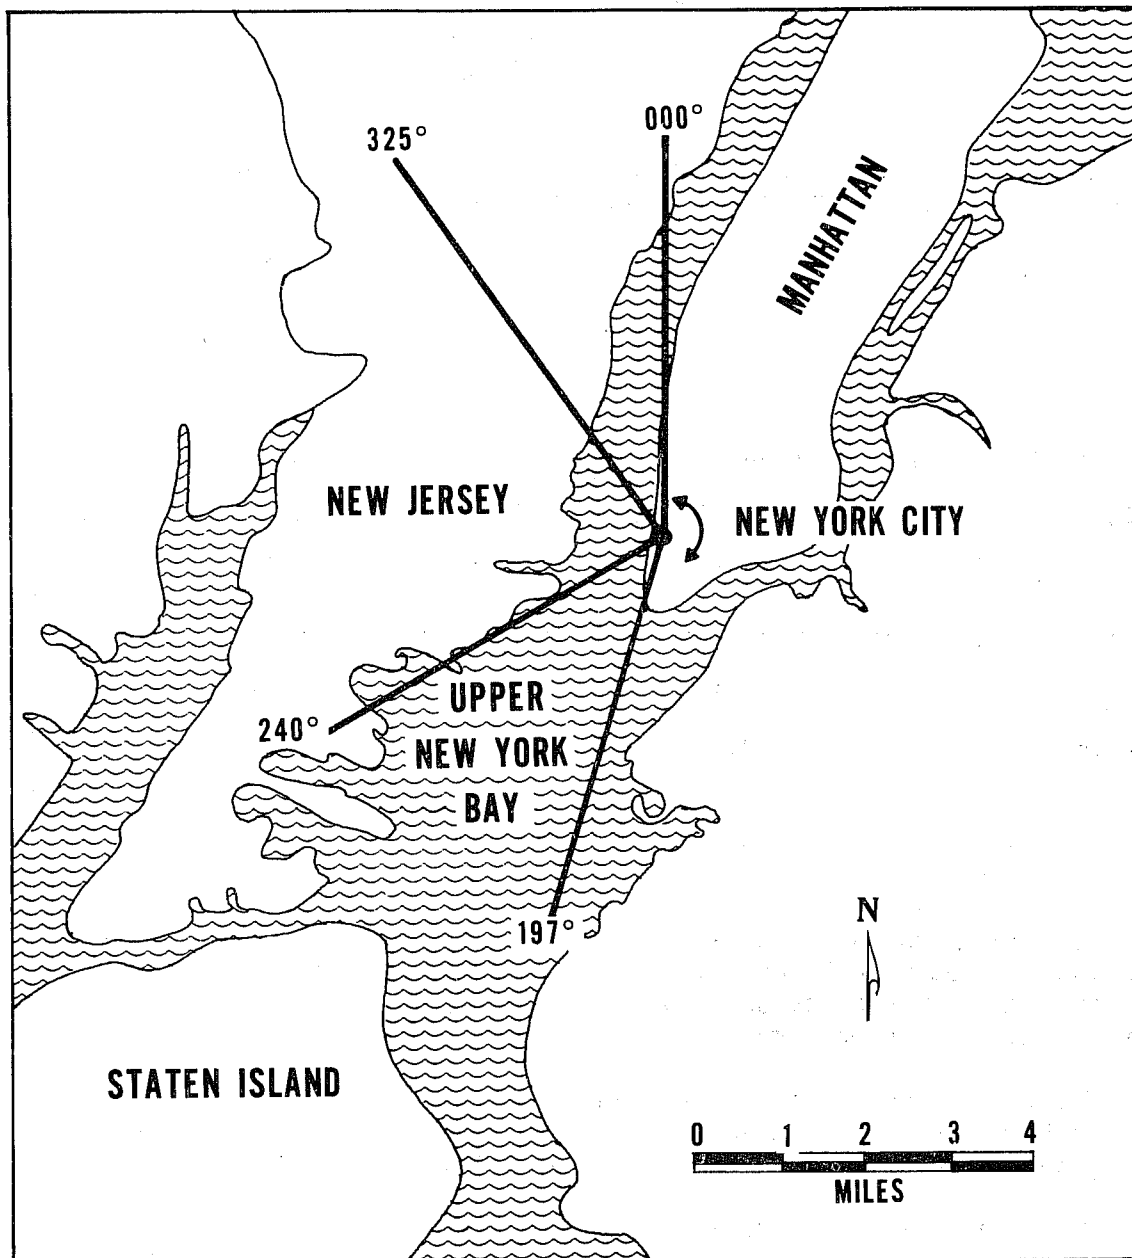 000°
325°
MANHATTAN
NEW JERSEY
NEW YORK CITY
UPPER
NEW YORK
BAY
240°
197°
N
STATEN ISLAND
0 1 2 3 4
MILES